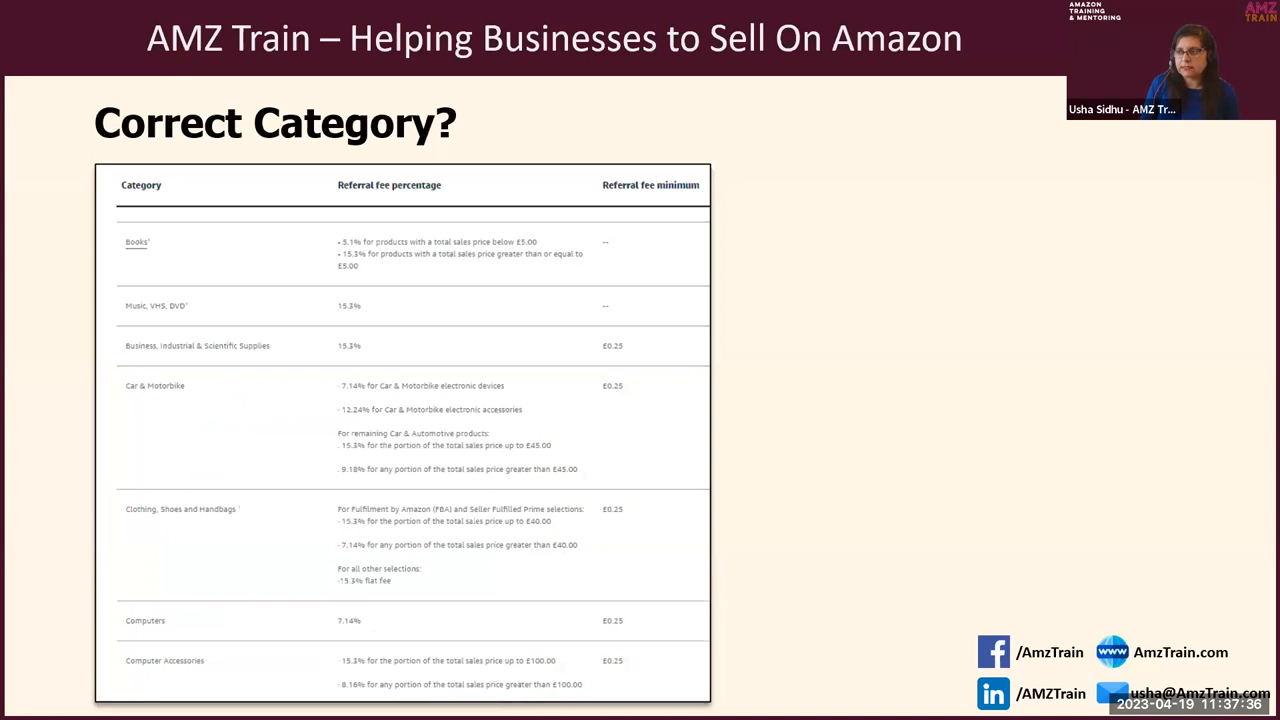 AMZ Train – Helping Businesses to Sell On Amazon
AMAZON
TRAINING
& MENTORING
AMZ
TRAIN
Usha Sidhu - AMZ Tr...
Correct Category?
Category Referral fee percentage Referral fee minimum
Books¹ • 5.1% for products with a total sales price below £5.00 --
• 15.3% for products with a total sales price greater than or equal to
£5.00
Music, VHS, DVD¹ 15.3% --
Business, Industrial & Scientific Supplies 15.3% £0.25
Car & Motorbike · 7.14% for Car & Motorbike electronic devices £0.25
· 12.24% for Car & Motorbike electronic accessories
For remaining Car & Automotive products:
. 15.3% for the portion of the total sales price up to £45.00
. 9.18% for any portion of the total sales price greater than £45.00
Clothing, Shoes and Handbags ¹ For Fulfilment by Amazon (FBA) and Seller Fulfilled Prime selections: £0.25
· 15.3% for the portion of the total sales price up to £40.00
· 7.14% for any portion of the total sales price greater than £40.00
For all other selections:
·15.3% flat fee
Computers 7.14% £0.25
Computer Accessories · 15.3% for the portion of the total sales price up to £100.00 £0.25
· 8.16% for any portion of the total sales price greater than £100.00
/AmzTrain
www AmzTrain.com
/AMZTrain
usha@AmzTrain.com
2023-04-19 11:37:36